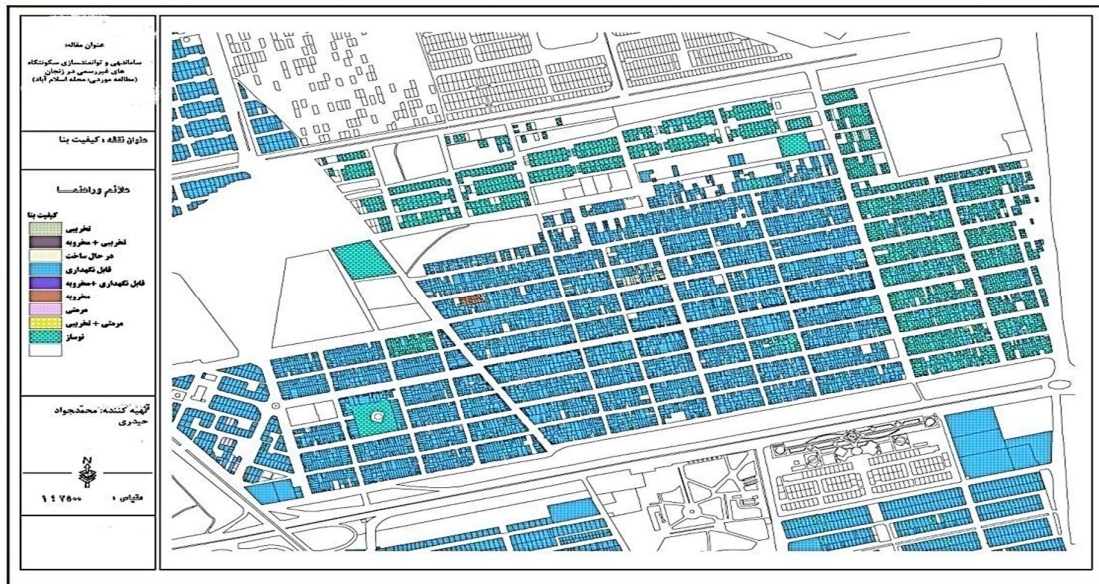 عنوان مقاله:
ساماندهی و توانمندسازی سکونتگاه
های غیررسمی در زنجان
(مطالعه موردی: محله اسلام آباد)
عنوان نقشه : کیفیت بنا
علائم وراهنمــا
کیفیت بنا
تخریبی
تخریبی + مخروبه
در حال ساخت
قابل نگهداری
قابل نگهداری +مخروبه
مخروبه
مرمتی
مرمتی + تخریبی
نوساز
تهیه کننده: محمدجواد
حیدری
N
مقیاس :